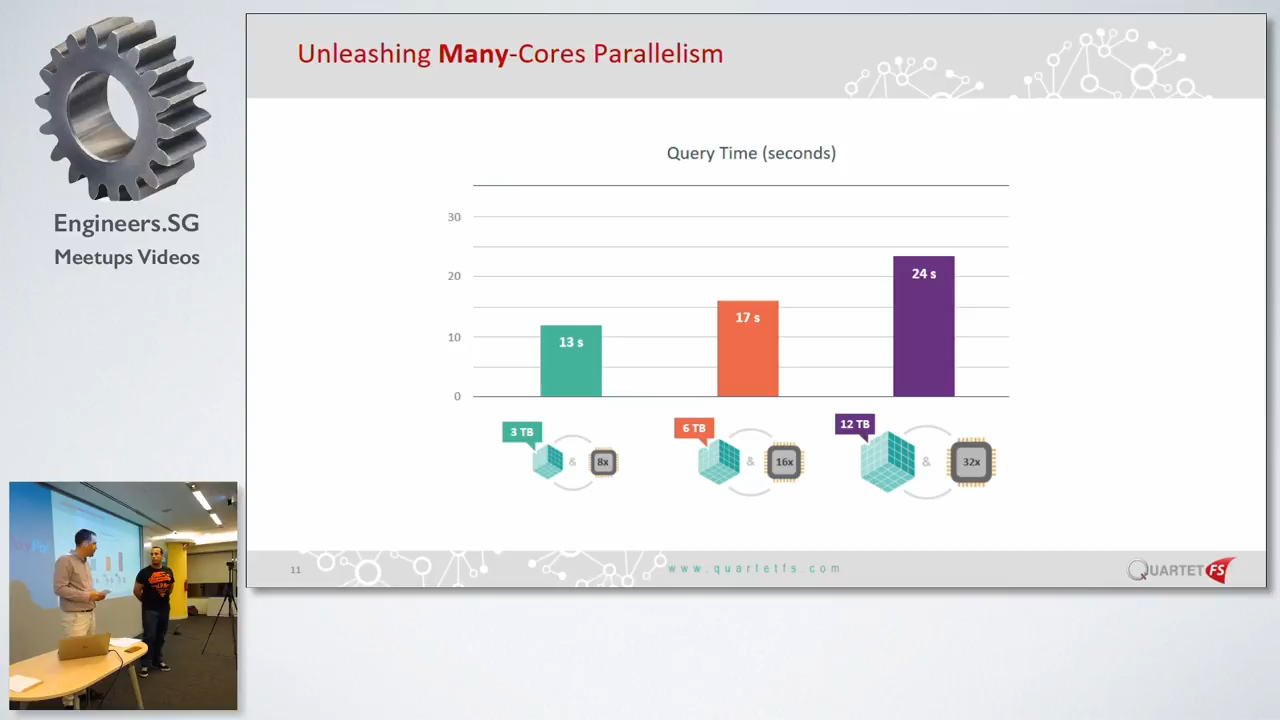 Engineers.SG
Meetups Videos
Unleashing Many-Cores Parallelism
Query Time (seconds)
30
20
10
0
13 s
17 s
24 s
3 TB
& 8x
6 TB
& 16x
12 TB
& 32x
11
www.quartetfs.com
QUARTET FS